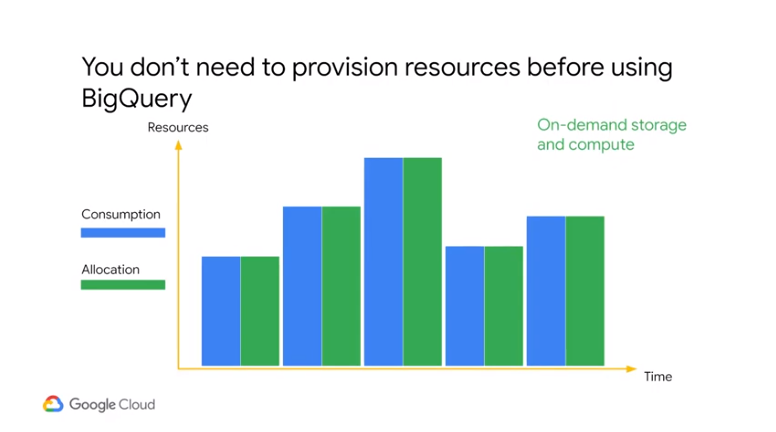 You don't need to provision resources before using
BigQuery
Resources
On-demand storage
and compute
Consumption
Allocation
Time
Google Cloud